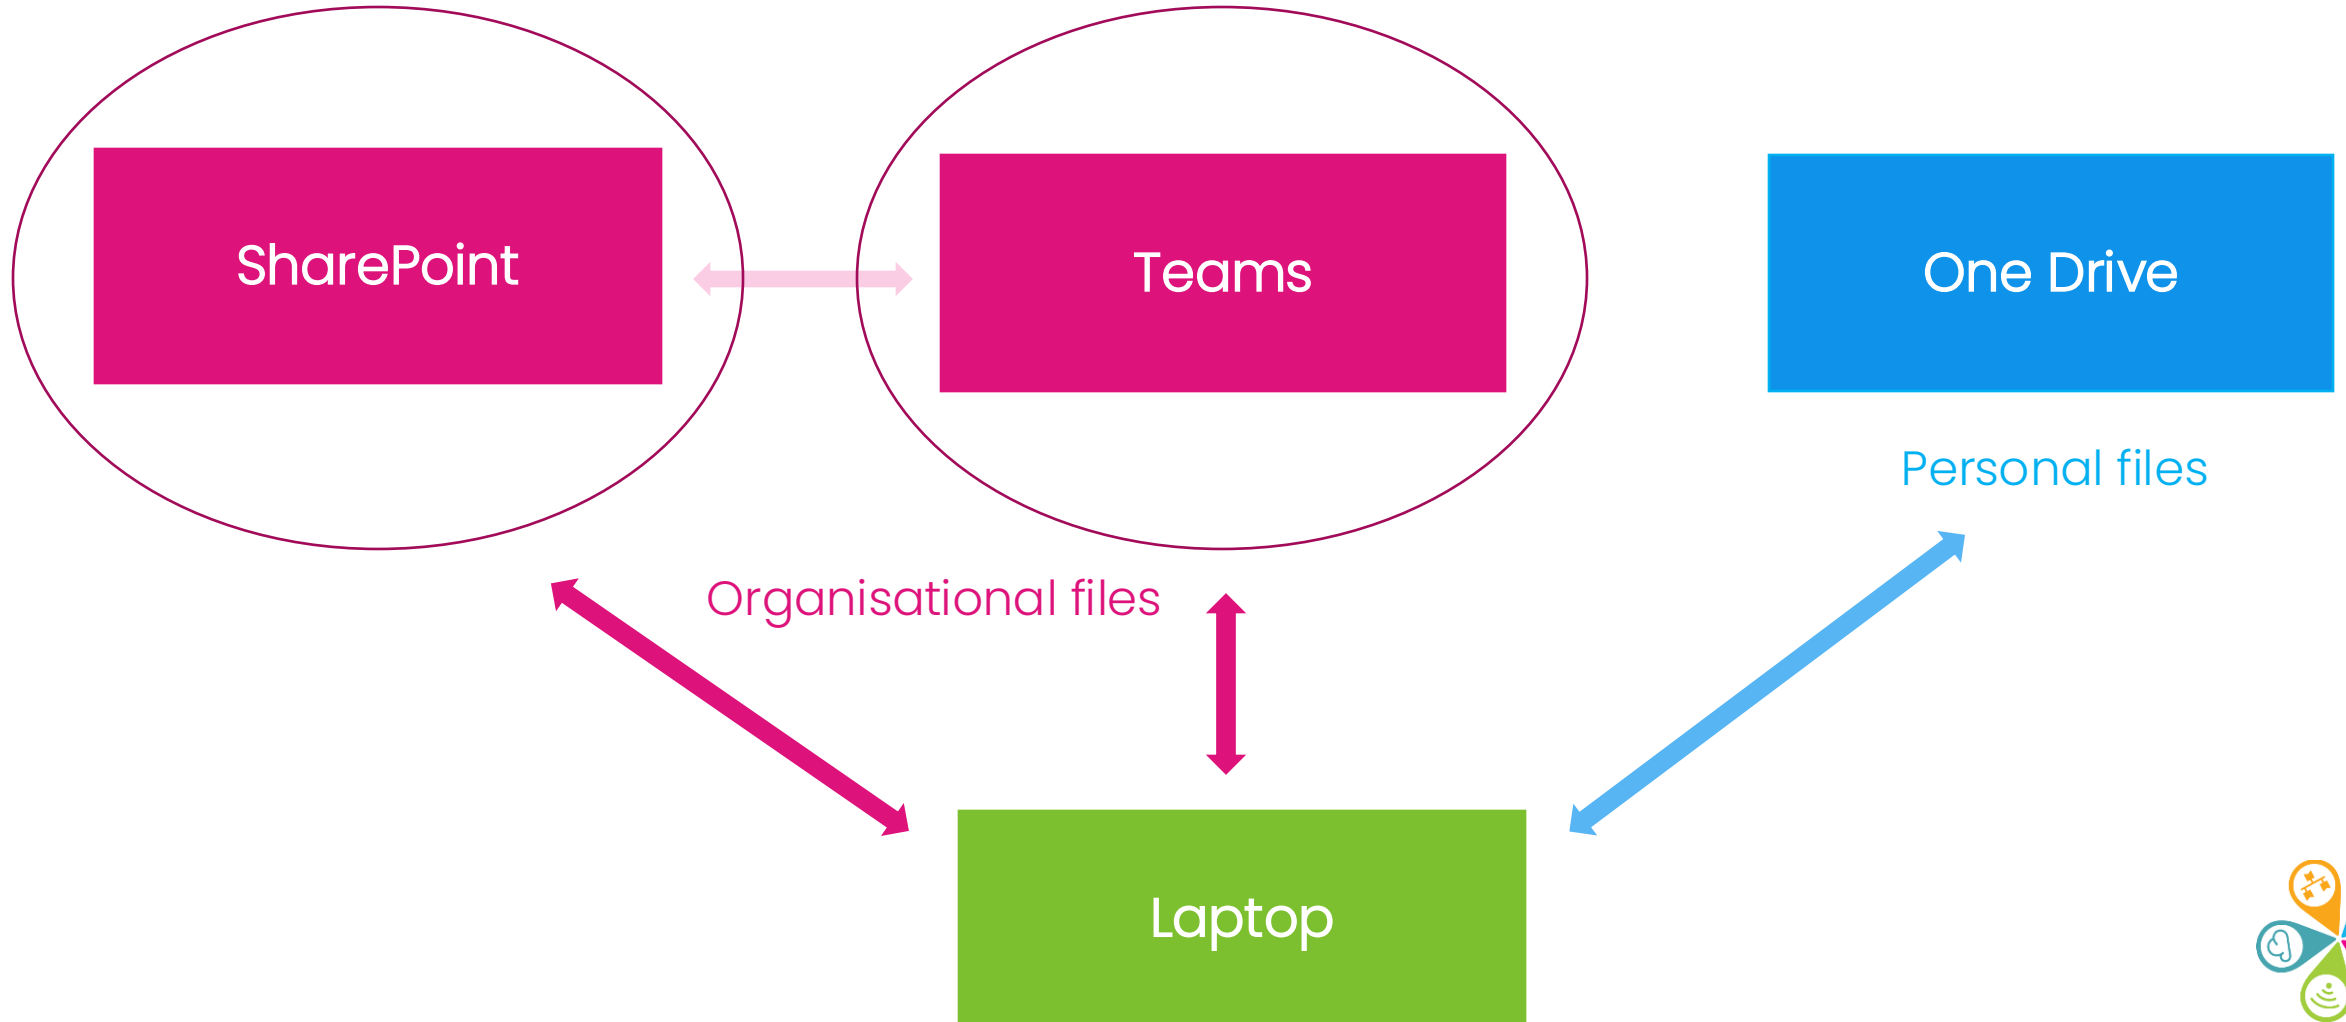 SharePoint
Teams
One Drive
Personal files
Organisational files
Laptop